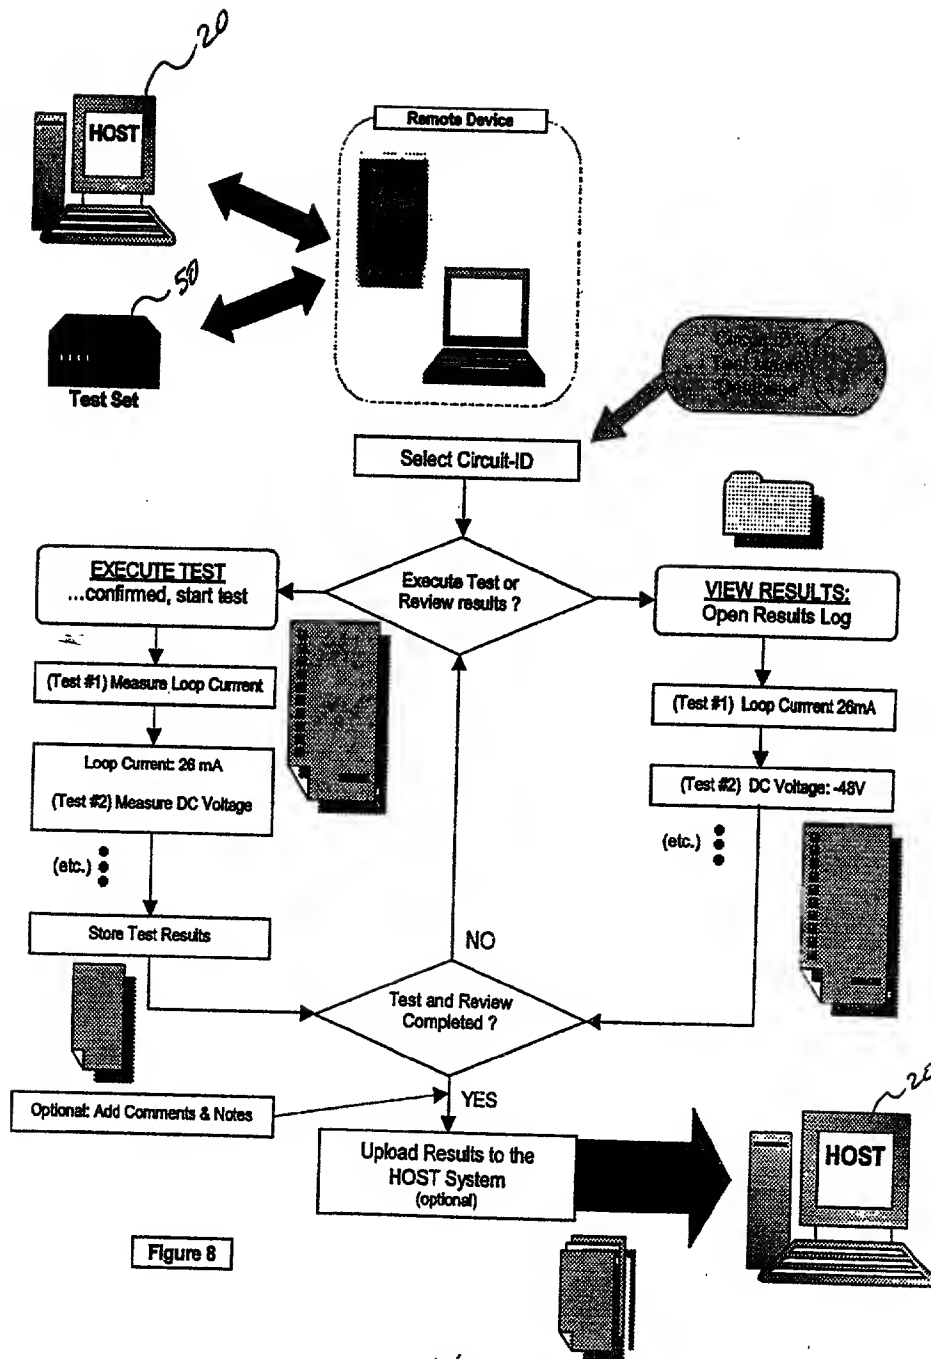 20
HOST
Remote Device
50
Test Set
Select Circuit-ID
Execute Test or
Review results ?
EXECUTE TEST
...confirmed, start test
VIEW RESULTS:
Open Results Log
(Test #1) Measure Loop Currrent
(Test #1) Loop Currrent 26mA
Loop Current: 26 mA
(Test #2) Measure DC Voltage
(Test #2) DC Voltage: -48V
(etc.)
(etc.)
Store Test Results
NO
Test and Review
Completed ?
Optional: Add Comments & Notes
YES
Upload Results to the
HOST System
(optional)
20
HOST
Figure 8